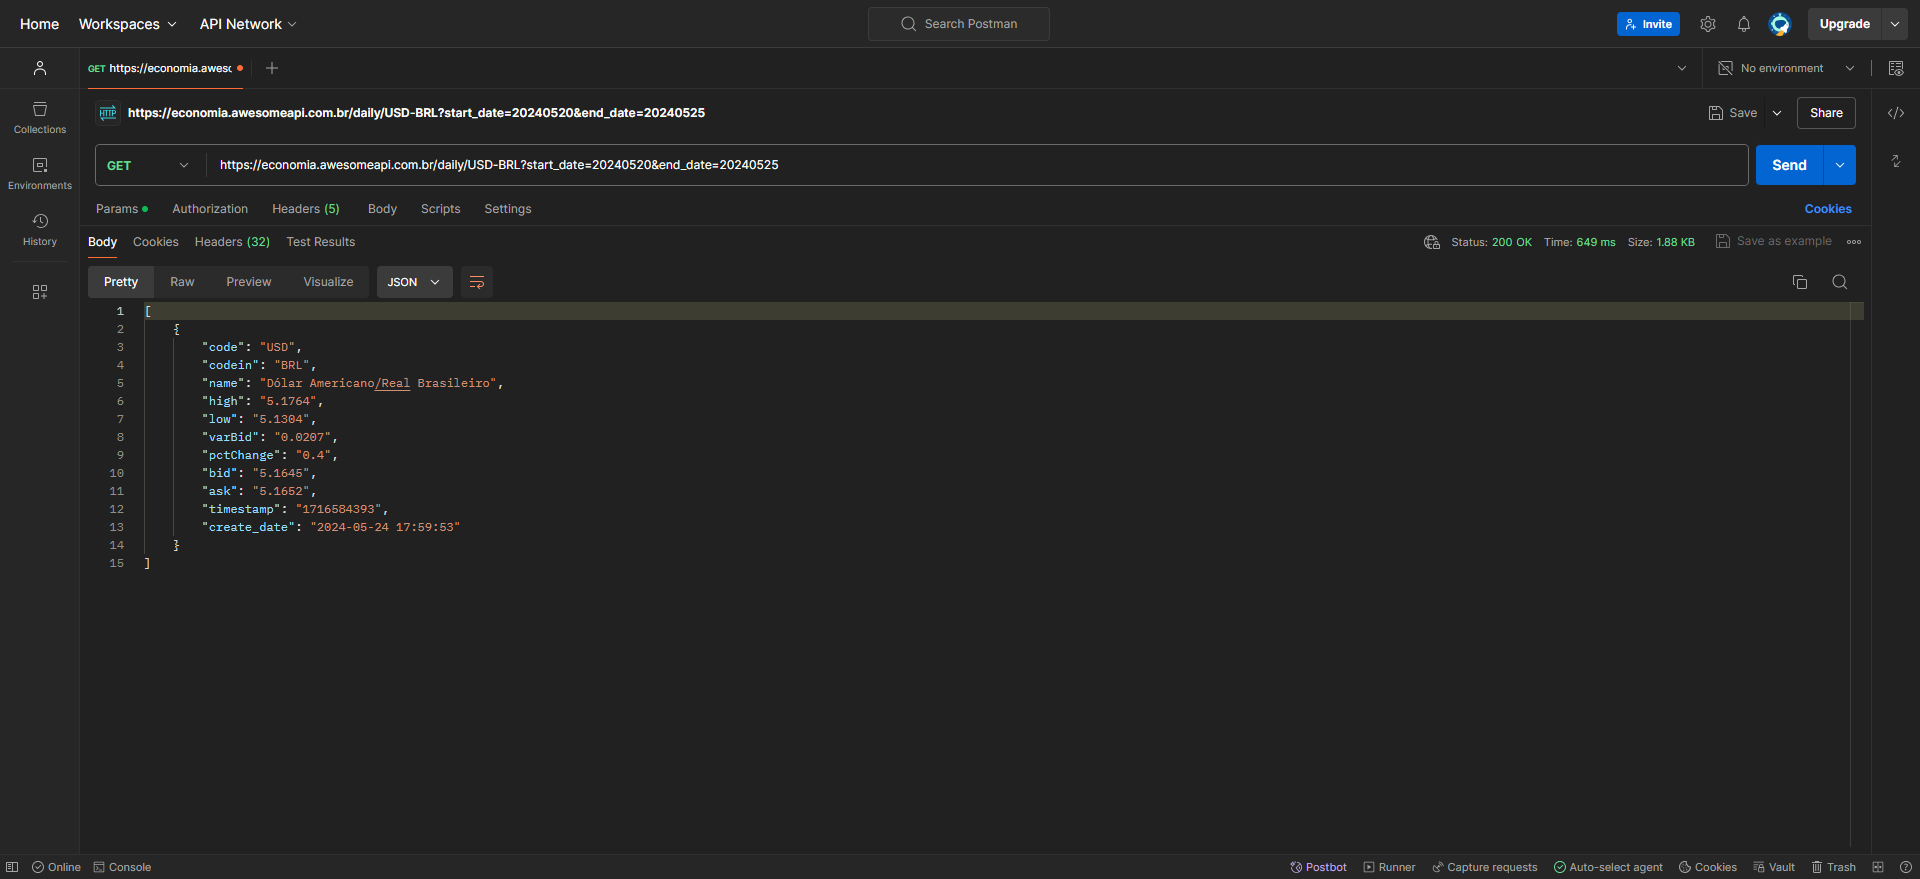 Home Workspaces API Network Search Postman Invite Upgrade
GET https://economia.aweso No environment
HTTP https://economia.awesomeapi.com.br/daily/USD-BRL?start_date=20240520&end_date=20240525 Save Share
Collections
GET https://economia.awesomeapi.com.br/daily/USD-BRL?start_date=20240520&end_date=20240525 Send
Environments
Params Authorization Headers (5) Body Scripts Settings Cookies
History
Body Cookies Headers (32) Test Results Status: 200 OK Time: 649 ms Size: 1.88 KB Save as example
Pretty Raw Preview Visualize JSON
1 [
2 {
3 "code": "USD",
4 "codein": "BRL",
5 "name": "Dólar Americano/Real Brasileiro",
6 "high": "5.1764",
7 "low": "5.1304",
8 "varBid": "0.0207",
9 "pctChange": "0.4",
10 "bid": "5.1645",
11 "ask": "5.1652",
12 "timestamp": "1716584393",
13 "create_date": "2024-05-24 17:59:53"
14 }
15 ]
Online Console Postbot Runner Capture requests Auto-select agent Cookies Vault Trash